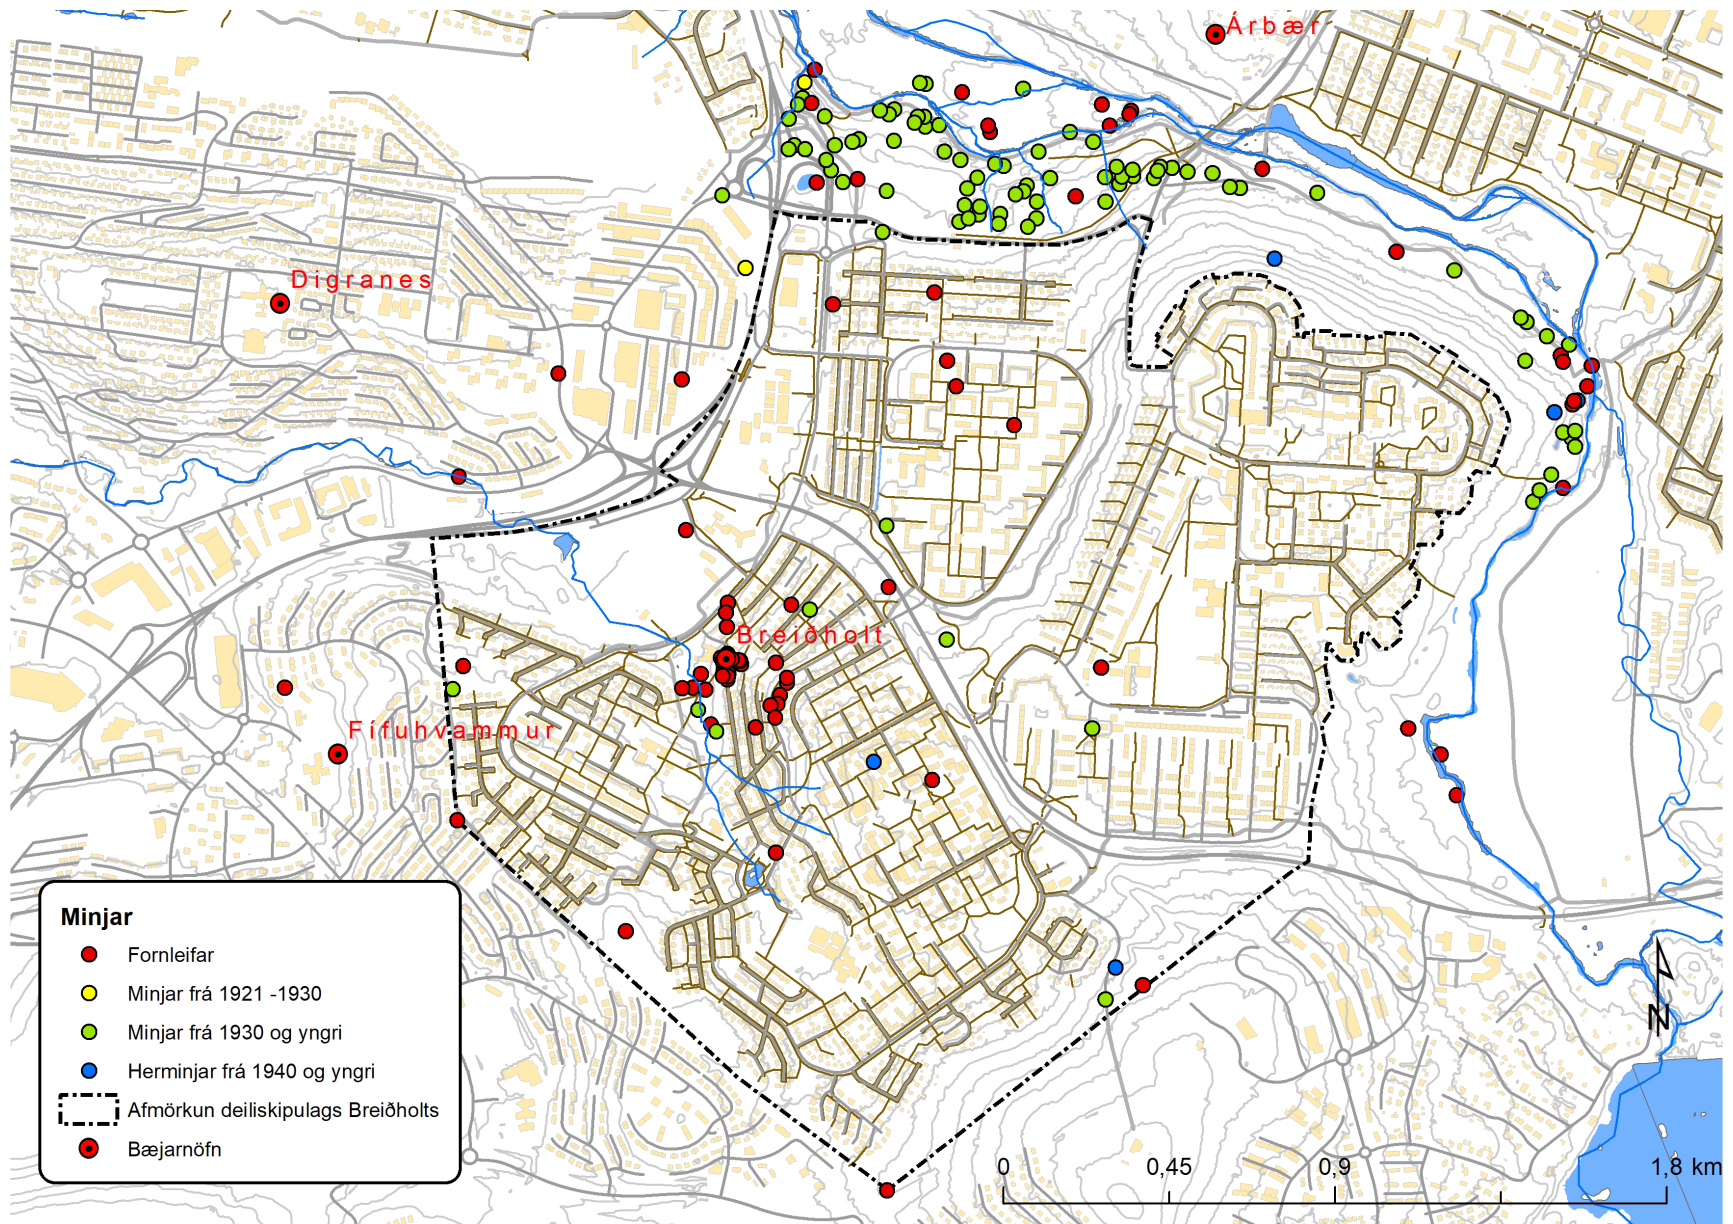 Árbær
Digranes
Breiðholt
Fífuhvammur
Minjar
Fornleifar
Minjar frá 1921 -1930
Minjar frá 1930 og yngri
Herminjar frá 1940 og yngri
Afmörkun deiliskipulags Breiðholts
Bæjarnöfn
N
0 0,45 0,9 1,8 km